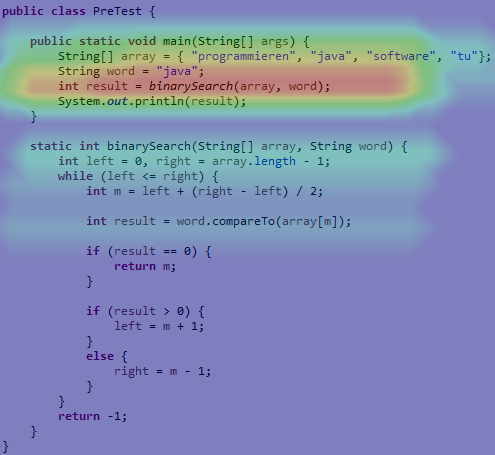 public class PreTest {
public static void main(String[] args) {
String[] array = { "programmieren", "java", "software", "tu"};
String word = "java";
int result = binarySearch(array, word);
System.out.println(result);
}
static int binarySearch(String[] array, String word) {
int left = 0, right = array.length - 1;
while (left <= right) {
int m = left + (right - left) / 2;
int result = word.compareTo(array[m]);
if (result == 0) {
return m;
}
if (result > 0) {
left = m + 1;
}
else {
right = m - 1;
}
}
return -1;
}
}